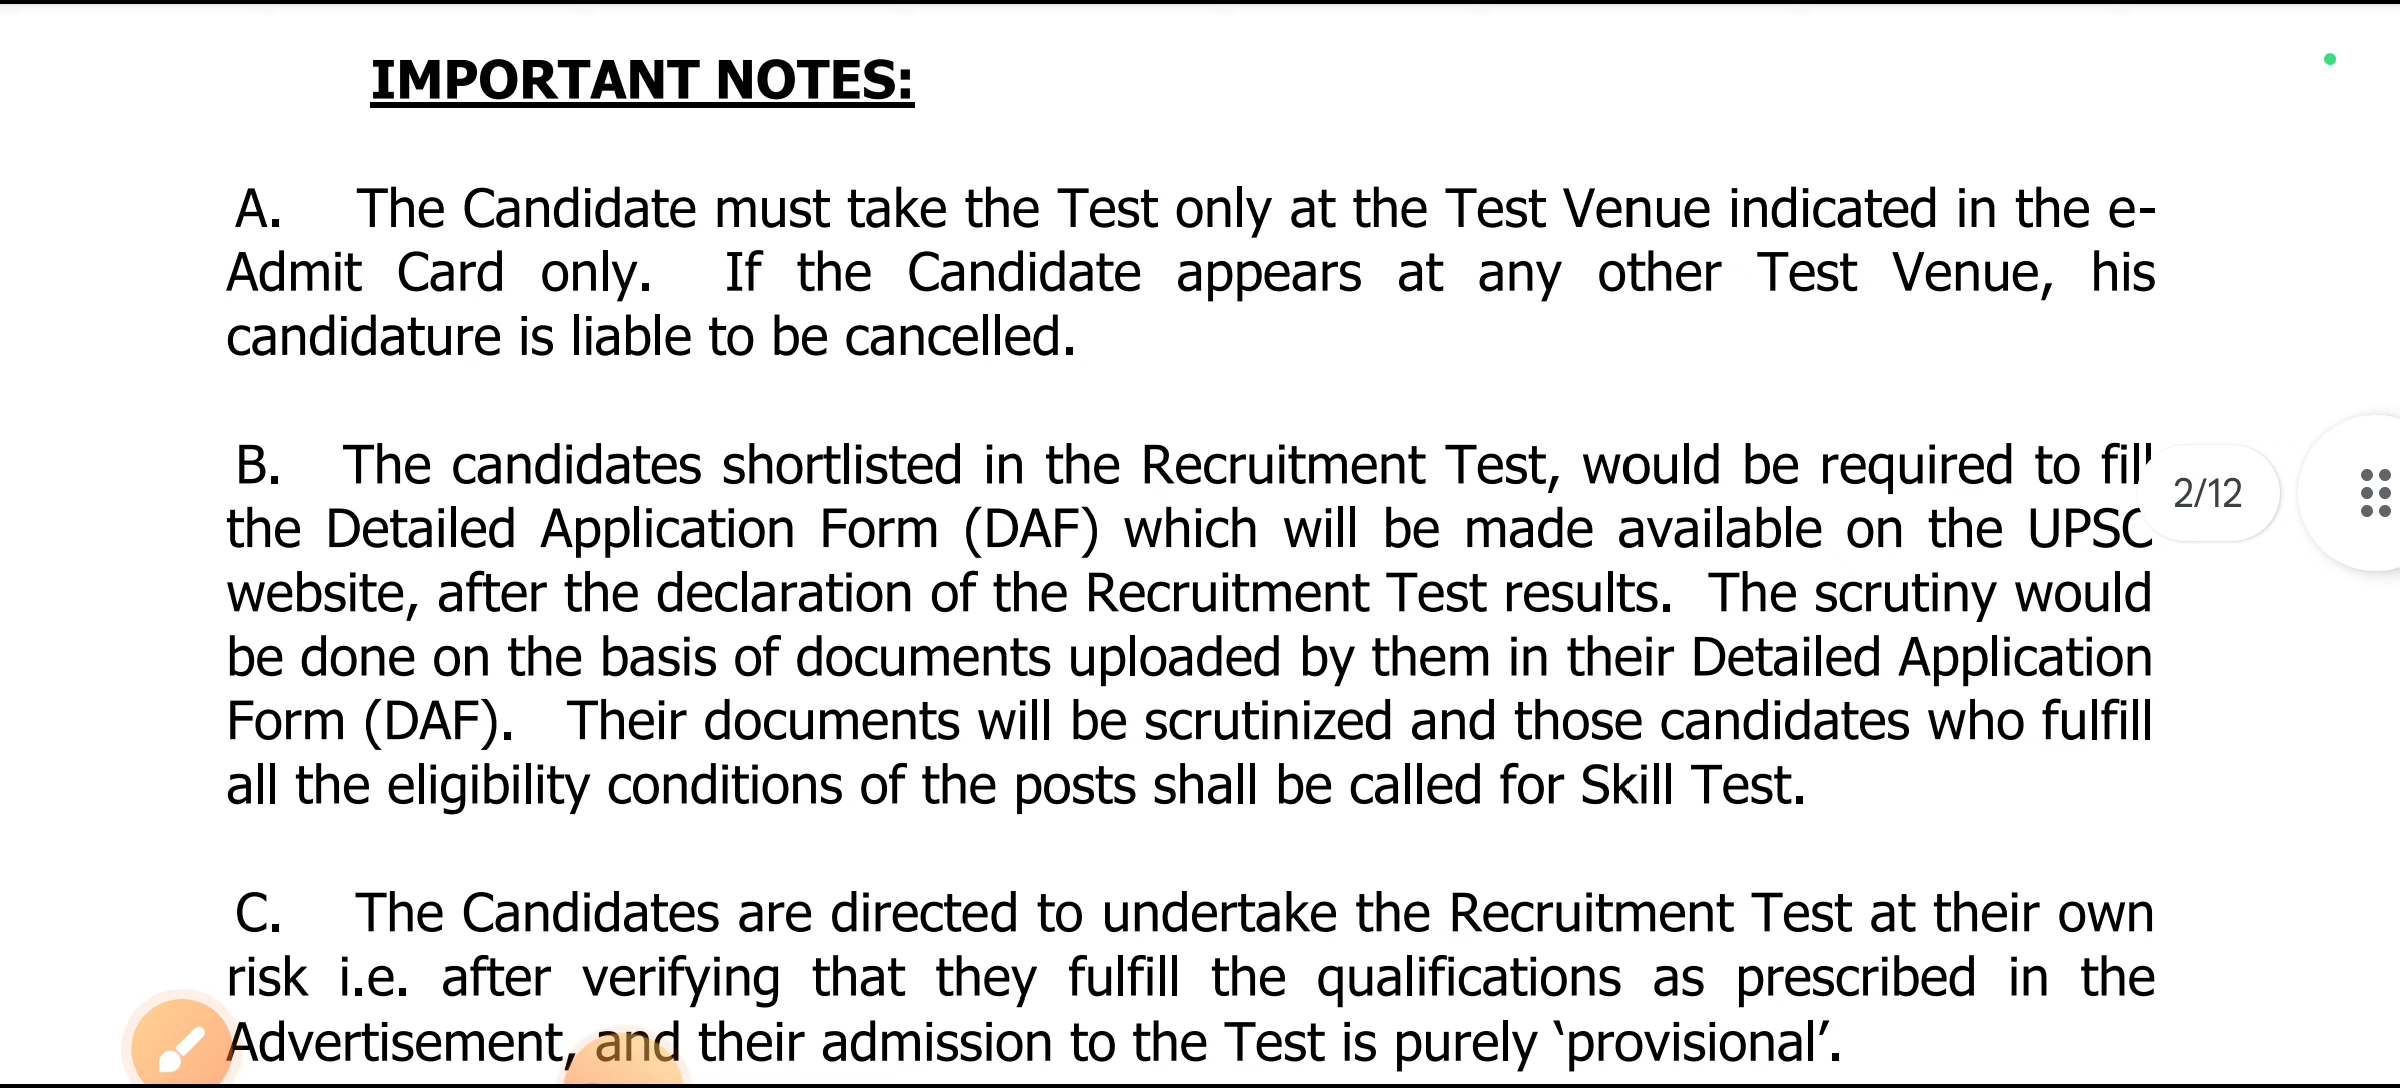 IMPORTANT NOTES:
A. The Candidate must take the Test only at the Test Venue indicated in the e-
Admit Card only. If the Candidate appears at any other Test Venue, his
candidature is liable to be cancelled.
B. The candidates shortlisted in the Recruitment Test, would be required to fill
the Detailed Application Form (DAF) which will be made available on the UPSC
2/12
website, after the declaration of the Recruitment Test results. The scrutiny would
be done on the basis of documents uploaded by them in their Detailed Application
Form (DAF). Their documents will be scrutinized and those candidates who fulfill
all the eligibility conditions of the posts shall be called for Skill Test.
C. The Candidates are directed to undertake the Recruitment Test at their own
risk i.e. after verifying that they fulfill the qualifications as prescribed in the
Advertisement, and their admission to the Test is purely ‘provisional’.